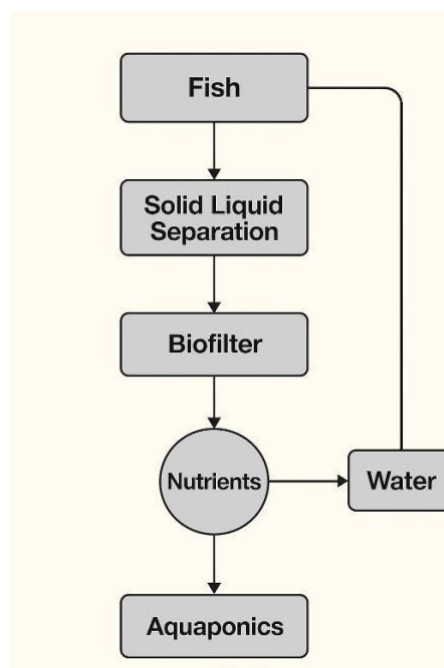 Fish
Solid Liquid
Separation
Biofilter
Nutrients
Water
Aquaponics